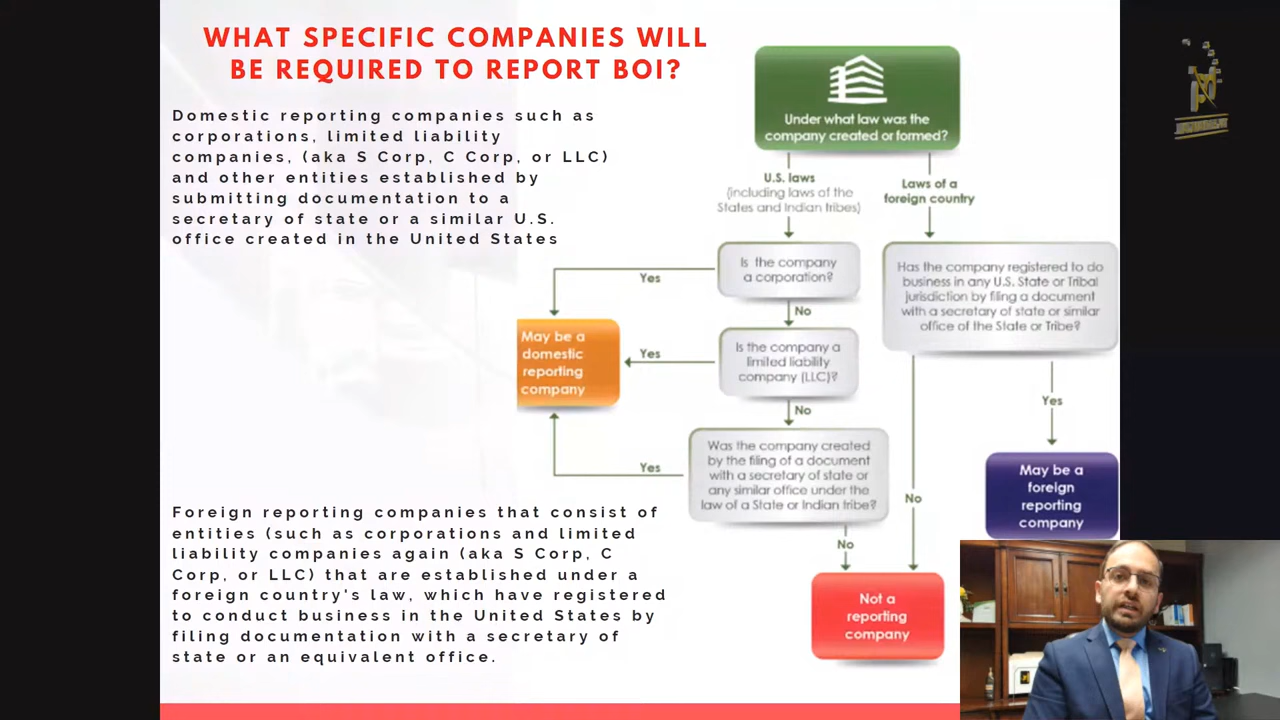 WHAT SPECIFIC COMPANIES WILL
BE REQUIRED TO REPORT BOI?
Domestic reporting companies such as
corporations, limited liability
companies, (aka S Corp, C Corp, or LLC)
and other entities established by
submitting documentation to a
secretary of state or a similar U.S.
office created in the United States
Foreign reporting companies that consist of
entities (such as corporations and limited
liability companies again (aka S Corp, C
Corp, or LLC) that are established under a
foreign country's law, which have registered
to conduct business in the United States by
filing documentation with a secretary of
state or an equivalent office.
Under what law was the
company created or formed?
U.S. laws
(including laws of the
States and Indian tribes)
Laws of a
foreign country
Is the company
a corporation?
Yes
No
Has the company registered to do
business in any U.S. State or Tribal
jurisdiction by filing a document
with a secretary of state or similar
office of the State or Tribe?
May be a
domestic
reporting
company
Yes
Is the company a
limited liability
company (LLC)?
No
Yes
Was the company created
by the filing of a document
with a secretary of state or
any similar office under the
law of a State or Indian tribe?
Yes
No
No
May be a
foreign
reporting
company
Not a
reporting
company